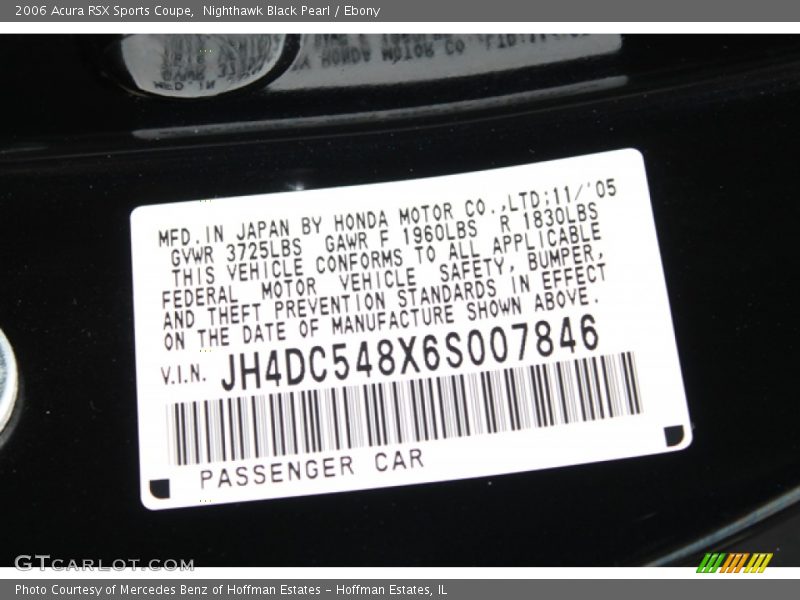 2006 Acura RSX Sports Coupe,  Nighthawk Black Pearl / Ebony
MFD. IN JAPAN BY HONDA MOTOR CO.,LTD;11/'05
GVWR 3725LBS GAWR F 1960LBS R 1830LBS
THIS VEHICLE CONFORMS TO ALL APPLICABLE
FEDERAL MOTOR VEHICLE SAFETY, BUMPER,
AND THEFT PREVENTION STANDARDS IN EFFECT
ON THE DATE OF MANUFACTURE SHOWN ABOVE.
V.I.N. JH4DC548X6S007846
PASSENGER CAR
GTCARLOT.COM
Photo Courtesy of Mercedes Benz of Hoffman Estates - Hoffman Estates, IL